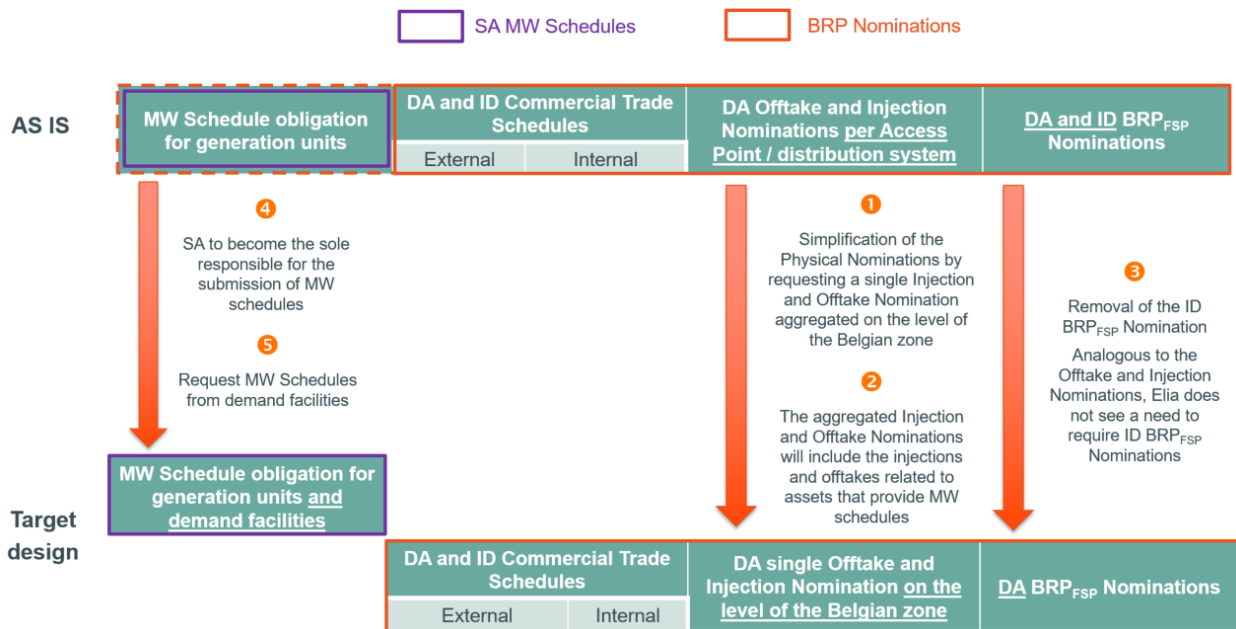 SA MW Schedules
BRP Nominations
AS IS
MW Schedule obligation
for generation units
DA and ID Commercial Trade
Schedules
External
Internal
DA Offtake and Injection
Nominations per Access
Point / distribution system
DA and ID BRPFSP
Nominations
4
SA to become the sole
responsible for the
submission of MW
schedules
5
Request MW Schedules
from demand facilities
1
Simplification of the
Physical Nominations by
requesting a single Injection
and Offtake Nomination
aggregated on the level of
the Belgian zone
2
The aggregated Injection
and Offtake Nominations
will include the injections
and offtakes related to
assets that provide MW
schedules
3
Removal of the ID
BRPFSP Nomination
Analogous to the
Offtake and Injection
Nominations, Elia does
not see a need to
require ID BRPFSP
Nominations
Target
design
MW Schedule obligation for
generation units and
demand facilities
DA and ID Commercial Trade
Schedules
External
Internal
DA single Offtake and
Injection Nomination on the
level of the Belgian zone
DA BRPFSP Nominations